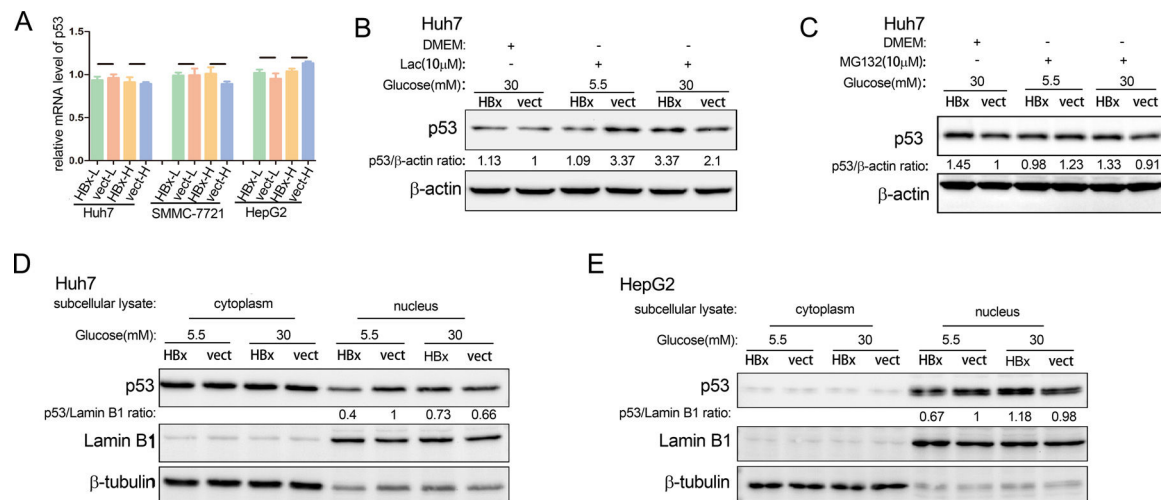 A
relative mRNA level of p53
1.5
1.0
0.5
0.0
HBx-L
vect-L
HBx-H
vect-H
HBx-L
vect-L
HBx-H
vect-H
HBx-L
vect-L
HBx-H
vect-H
Huh7 SMMC-7721 HepG2
B
Huh7
DMEM: + - -
Lac(10μM): - + +
Glucose(mM): 30 5.5 30
HBx vect HBx vect HBx vect
p53
p53/β-actin ratio: 1.13 1 1.09 3.37 3.37 2.1
β-actin
C
Huh7
DMEM: + - -
MG132(10μM): - + +
Glucose(mM): 30 5.5 30
HBx vect HBx vect HBx vect
p53
p53/β-actin ratio: 1.45 1 0.98 1.23 1.33 0.91
β-actin
D
Huh7
subcellular lysate: cytoplasm nucleus
Glucose(mM): 5.5 30 5.5 30
HBx vect HBx vect HBx vect HBx vect
p53
p53/Lamin B1 ratio: 0.4 1 0.73 0.66
Lamin B1
β-tubulin
E
HepG2
subcellular lysate: cytoplasm nucleus
Glucose(mM): 5.5 30 5.5 30
HBx vect HBx vect HBx vect HBx vect
p53
p53/Lamin B1 ratio: 0.67 1 1.18 0.98
Lamin B1
β-tubulin